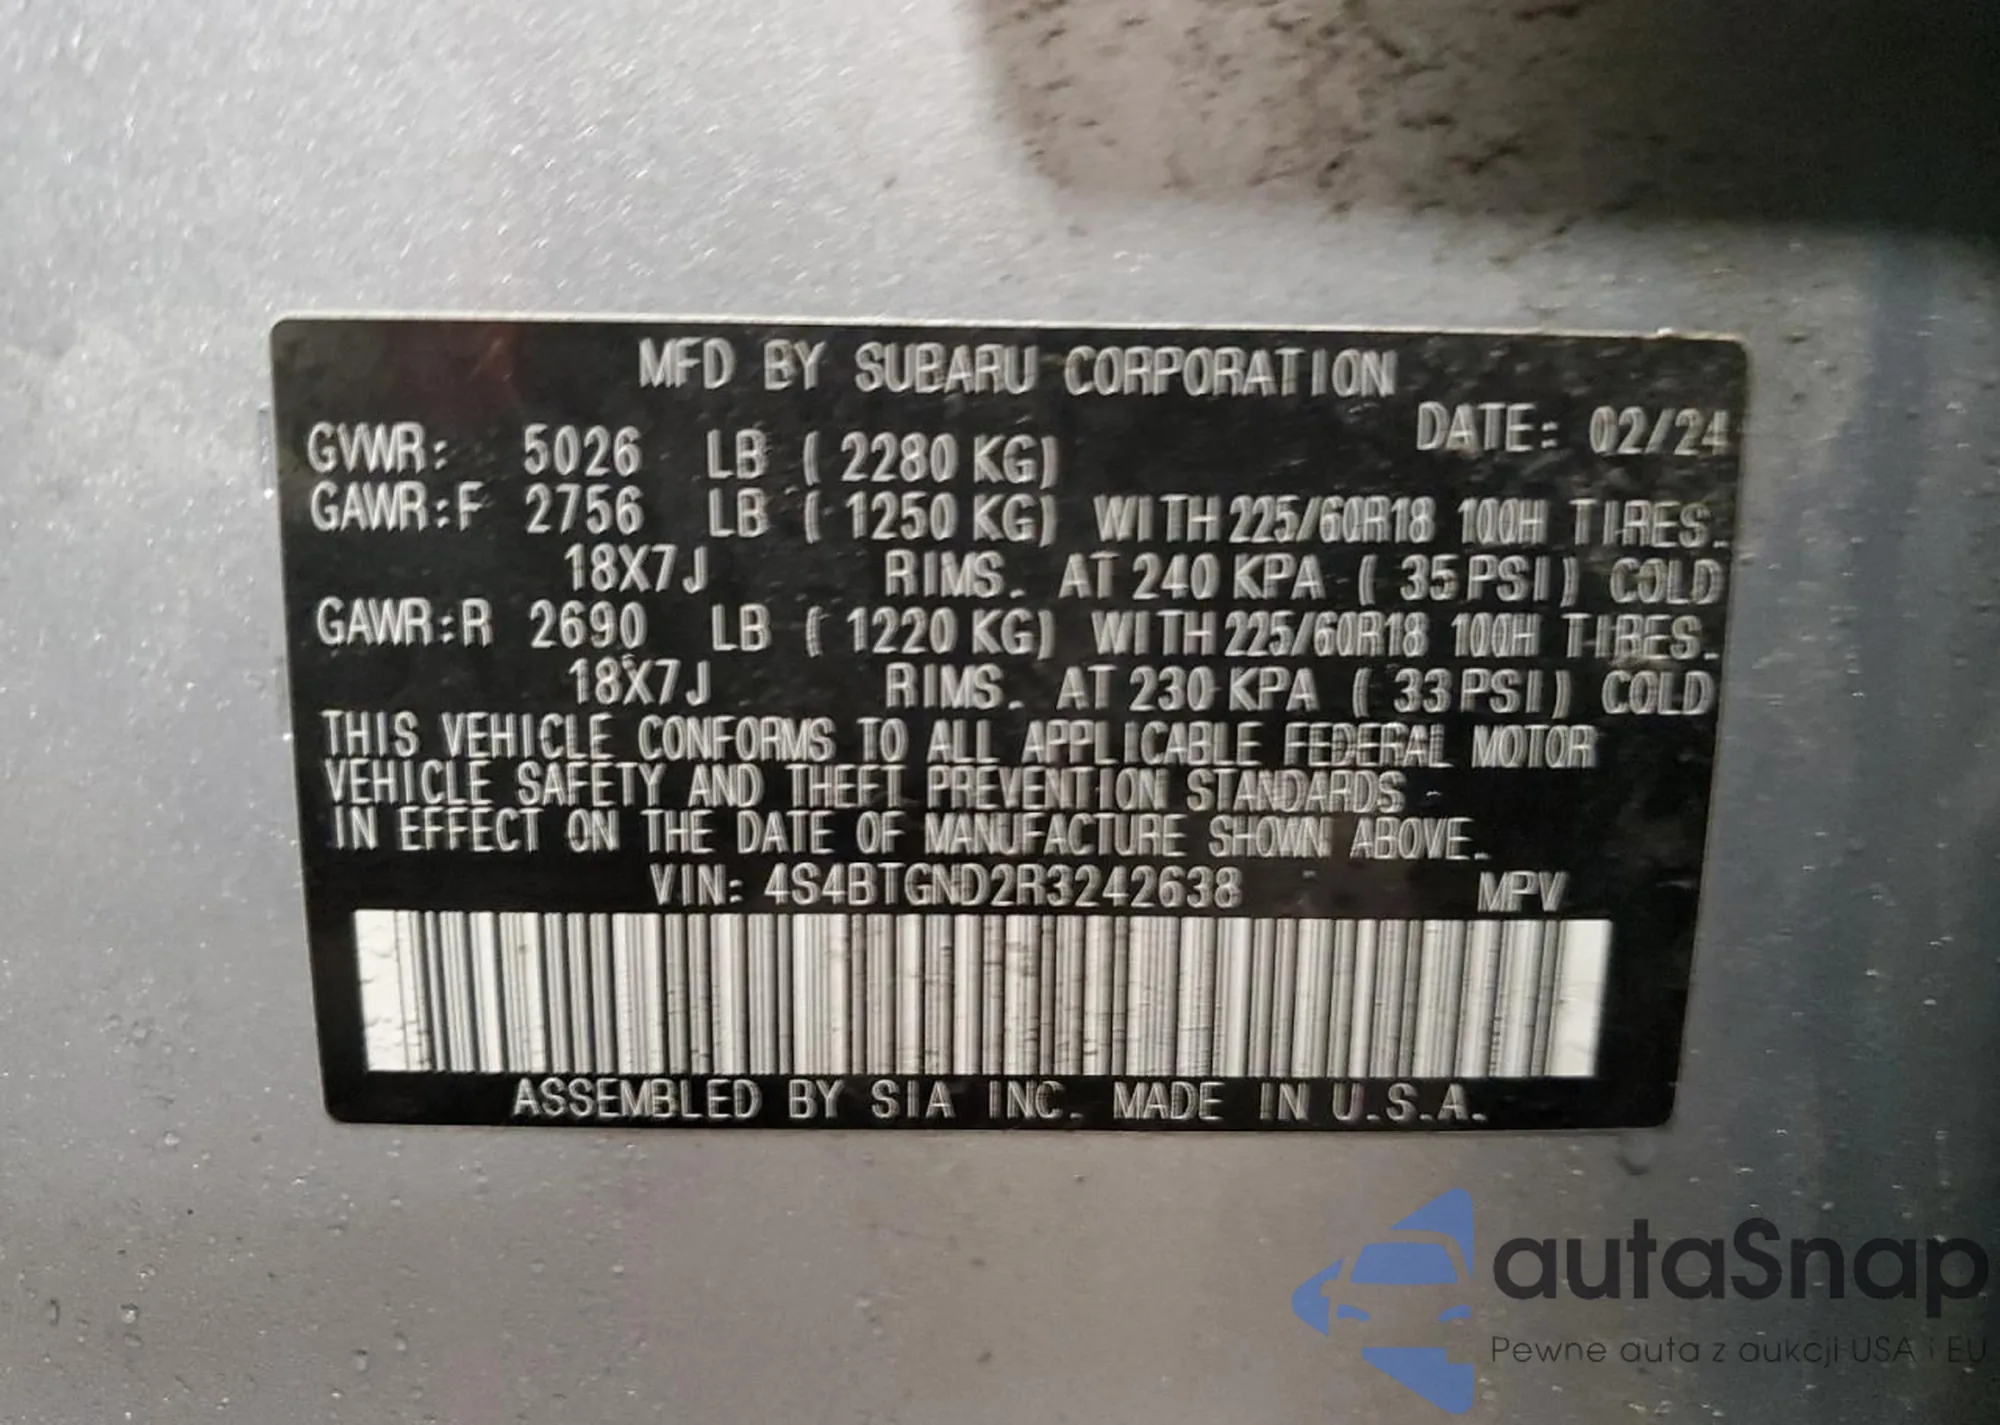 MFD BY SUBARU CORPORATION
DATE: 02/24
GVWR: 5026 LB ( 2280 KG)
GAWR:F 2756 LB ( 1250 KG) WITH 225/60R18 100H TIRES.
18X7J RIMS. AT 240 KPA ( 35 PSI) COLD
GAWR:R 2690 LB ( 1220 KG) WITH 225/60R18 100H TIRES.
18X7J RIMS. AT 230 KPA ( 33 PSI) COLD
THIS VEHICLE CONFORMS TO ALL APPLICABLE FEDERAL MOTOR
VEHICLE SAFETY AND THEFT PREVENTION STANDARDS
IN EFFECT ON THE DATE OF MANUFACTURE SHOWN ABOVE.
VIN: 4S4BTGND2R3242638 MPV
ASSEMBLED BY SIA INC. MADE IN U.S.A.
autaSnap
Pewne auta z aukcji USA i EU